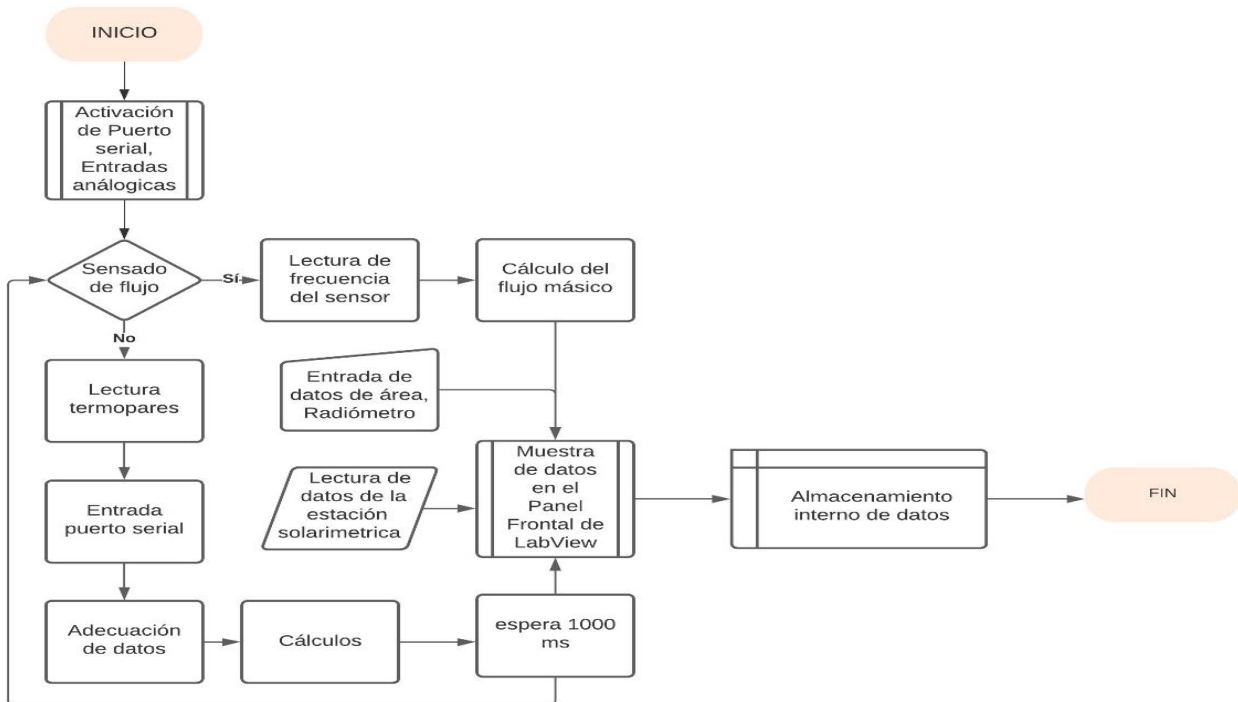 INICIO
Activación
de Puerto
serial,
Entradas
análogicas
Sensado
de flujo
Sí
Lectura de
frecuencia
del sensor
Cálculo del
flujo másico
No
Lectura
termopares
Entrada de
datos de área,
Radiómetro
Entrada
puerto serial
Lectura de
datos de la
estación
solarimetrica
Muestra
de datos
en el
Panel
Frontal de
LabView
Almacenamiento
interno de datos
FIN
Adecuación
de datos
Cálculos
espera 1000
ms